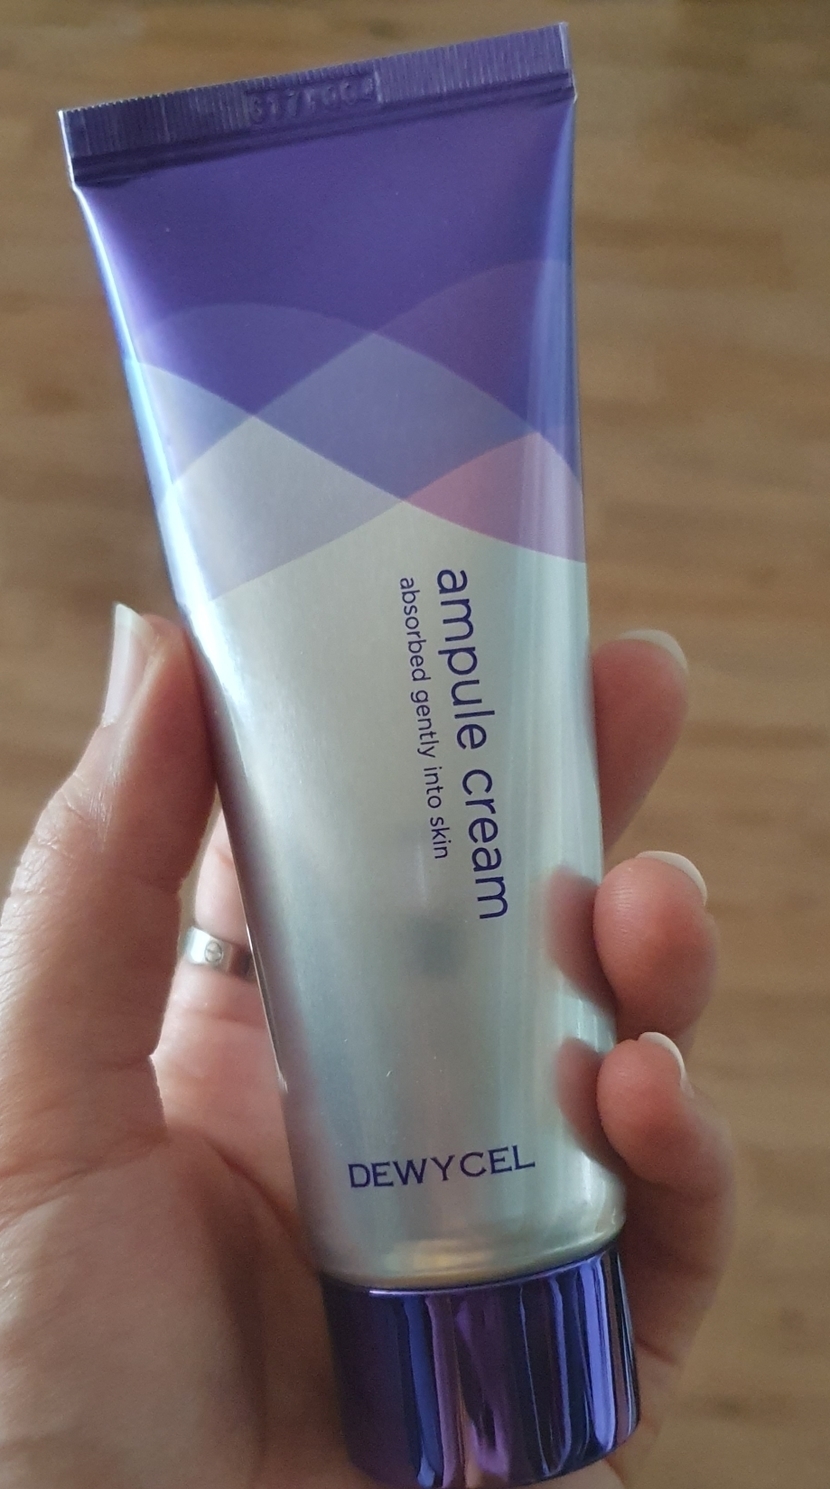 ampule cream
absorbed gently into skin
DEWYCEL